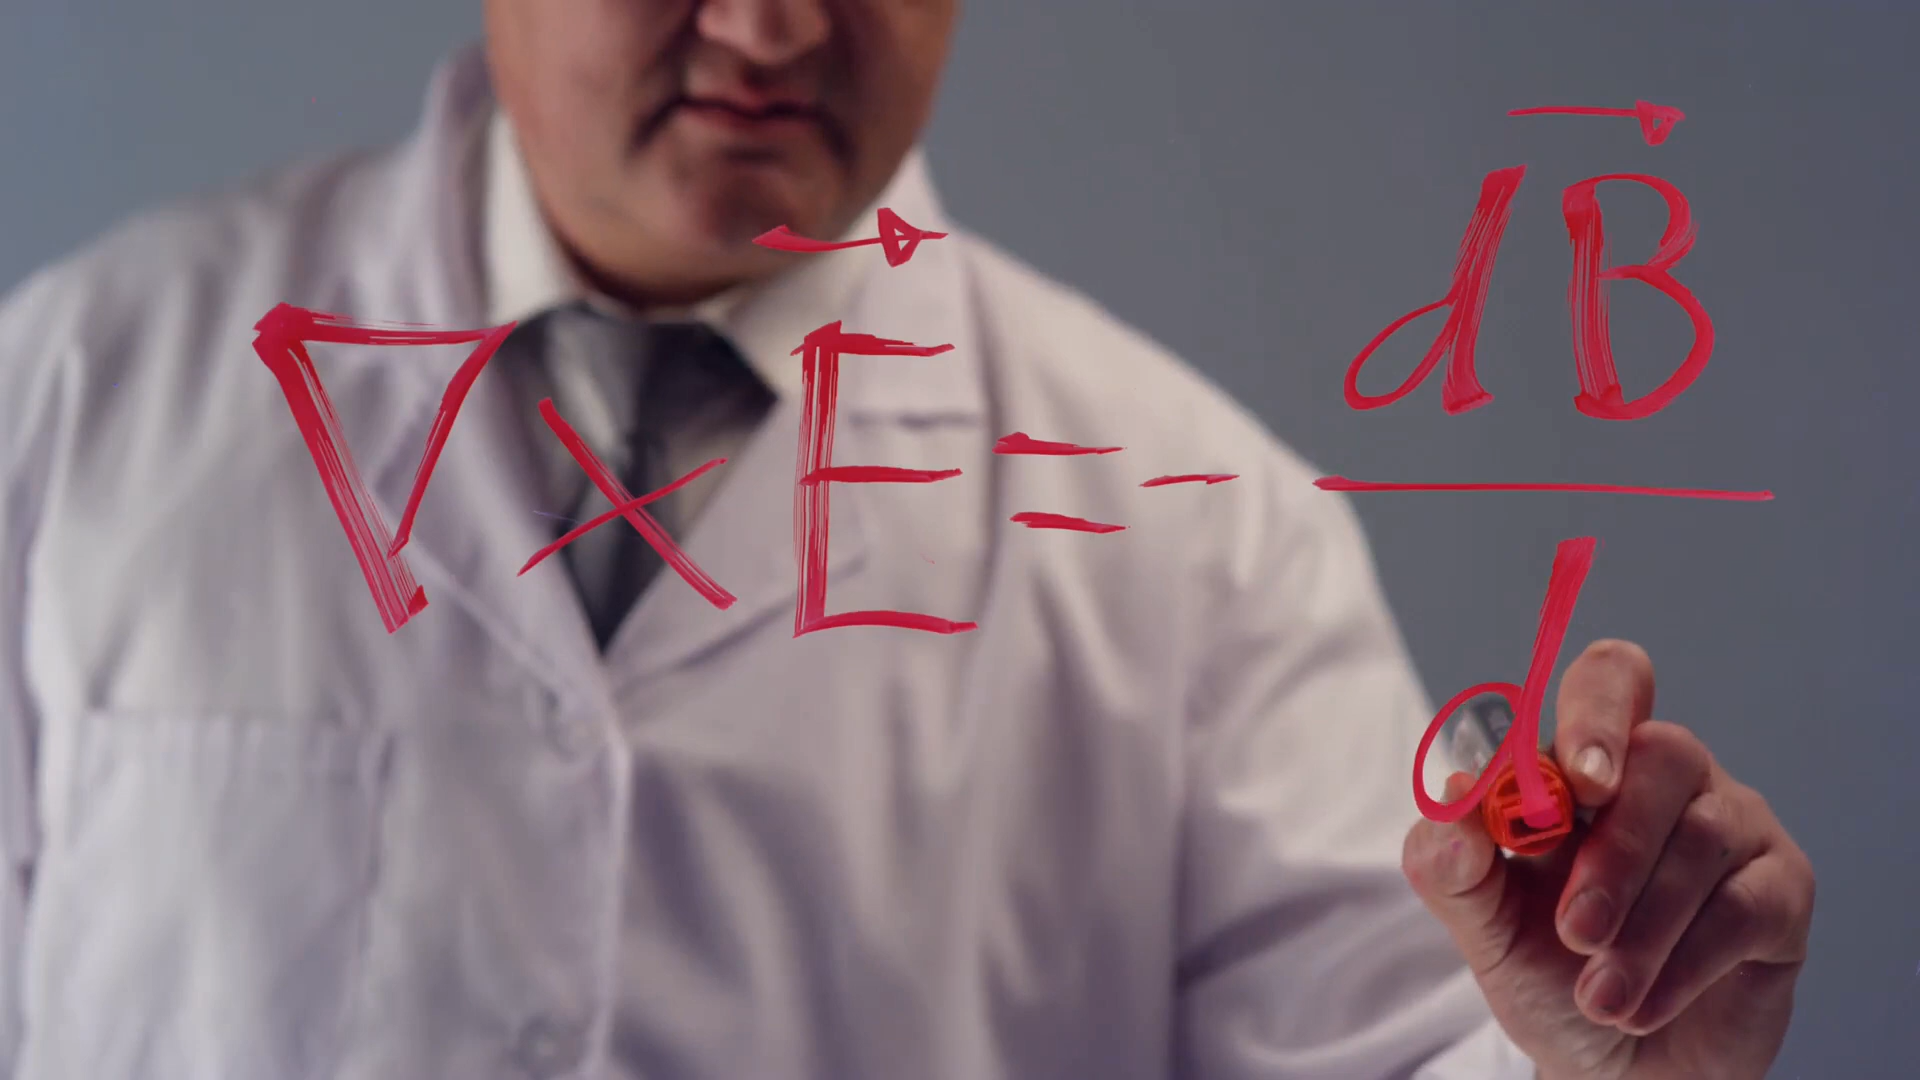 ∇ × E⃗ = - dB⃗ / d